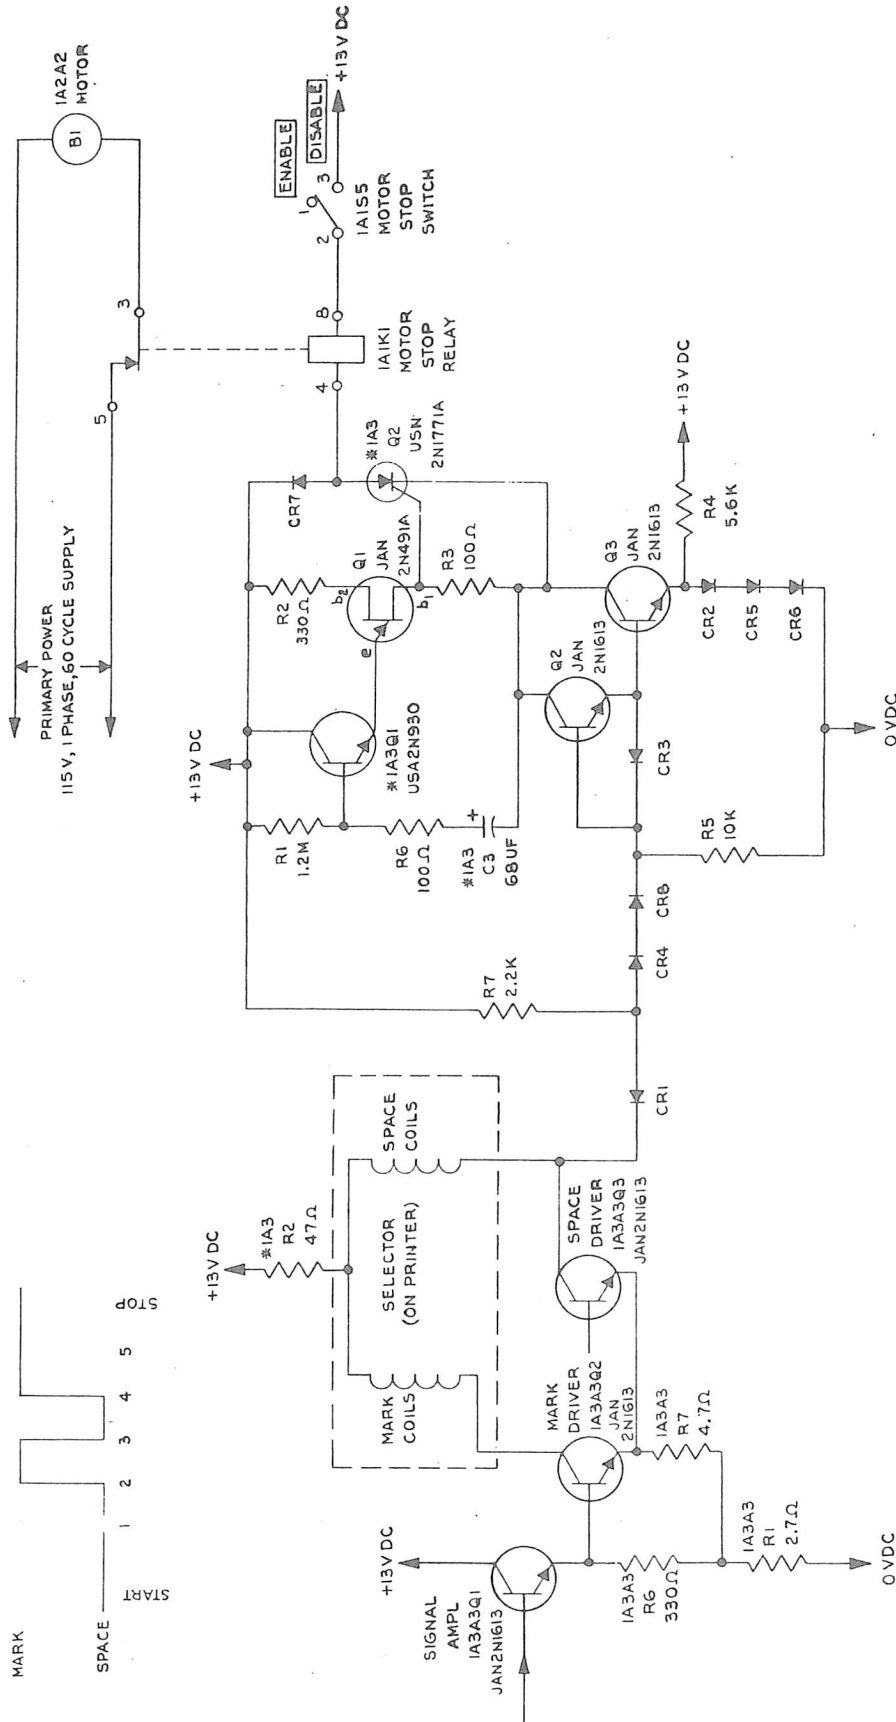 MARK
SPACE
START
1
2
3
4
5
STOP
PRIMARY POWER
115V, 1 PHASE, 60 CYCLE SUPPLY
5
3
1A2A2
MOTOR
B1
+13V DC
ENABLE
DISABLE
1
2
3
1A1S5
MOTOR
STOP
SWITCH
+13V DC
4
8
1A1K1
MOTOR
STOP
RELAY
CR7
*1A3
Q2
USN
2N1771A
R2
330Ω
b2
Q1
JAN
2N491A
e
b1
R3
100Ω
*1A3Q1
USA2N930
R1
1.2M
R6
100Ω
+
*1A3
C3
68UF
Q2
JAN
2N1613
Q3
JAN
2N1613
R4
5.6K
+13V DC
CR2
CR5
CR6
CR3
R5
10K
0 VDC
CR8
CR4
R7
2.2K
CR1
+13V DC
*1A3
R2
47Ω
MARK
COILS
SELECTOR
(ON PRINTER)
SPACE
COILS
SPACE
DRIVER
1A3A3Q3
JAN2N1613
MARK
DRIVER
1A3A3Q2
JAN
2N1613
+13V DC
SIGNAL
AMPL
1A3A3Q1
JAN2N1613
1A3A3
R6
330Ω
1A3A3
R7
4.7Ω
1A3A3
R1
2.7Ω
0 VDC